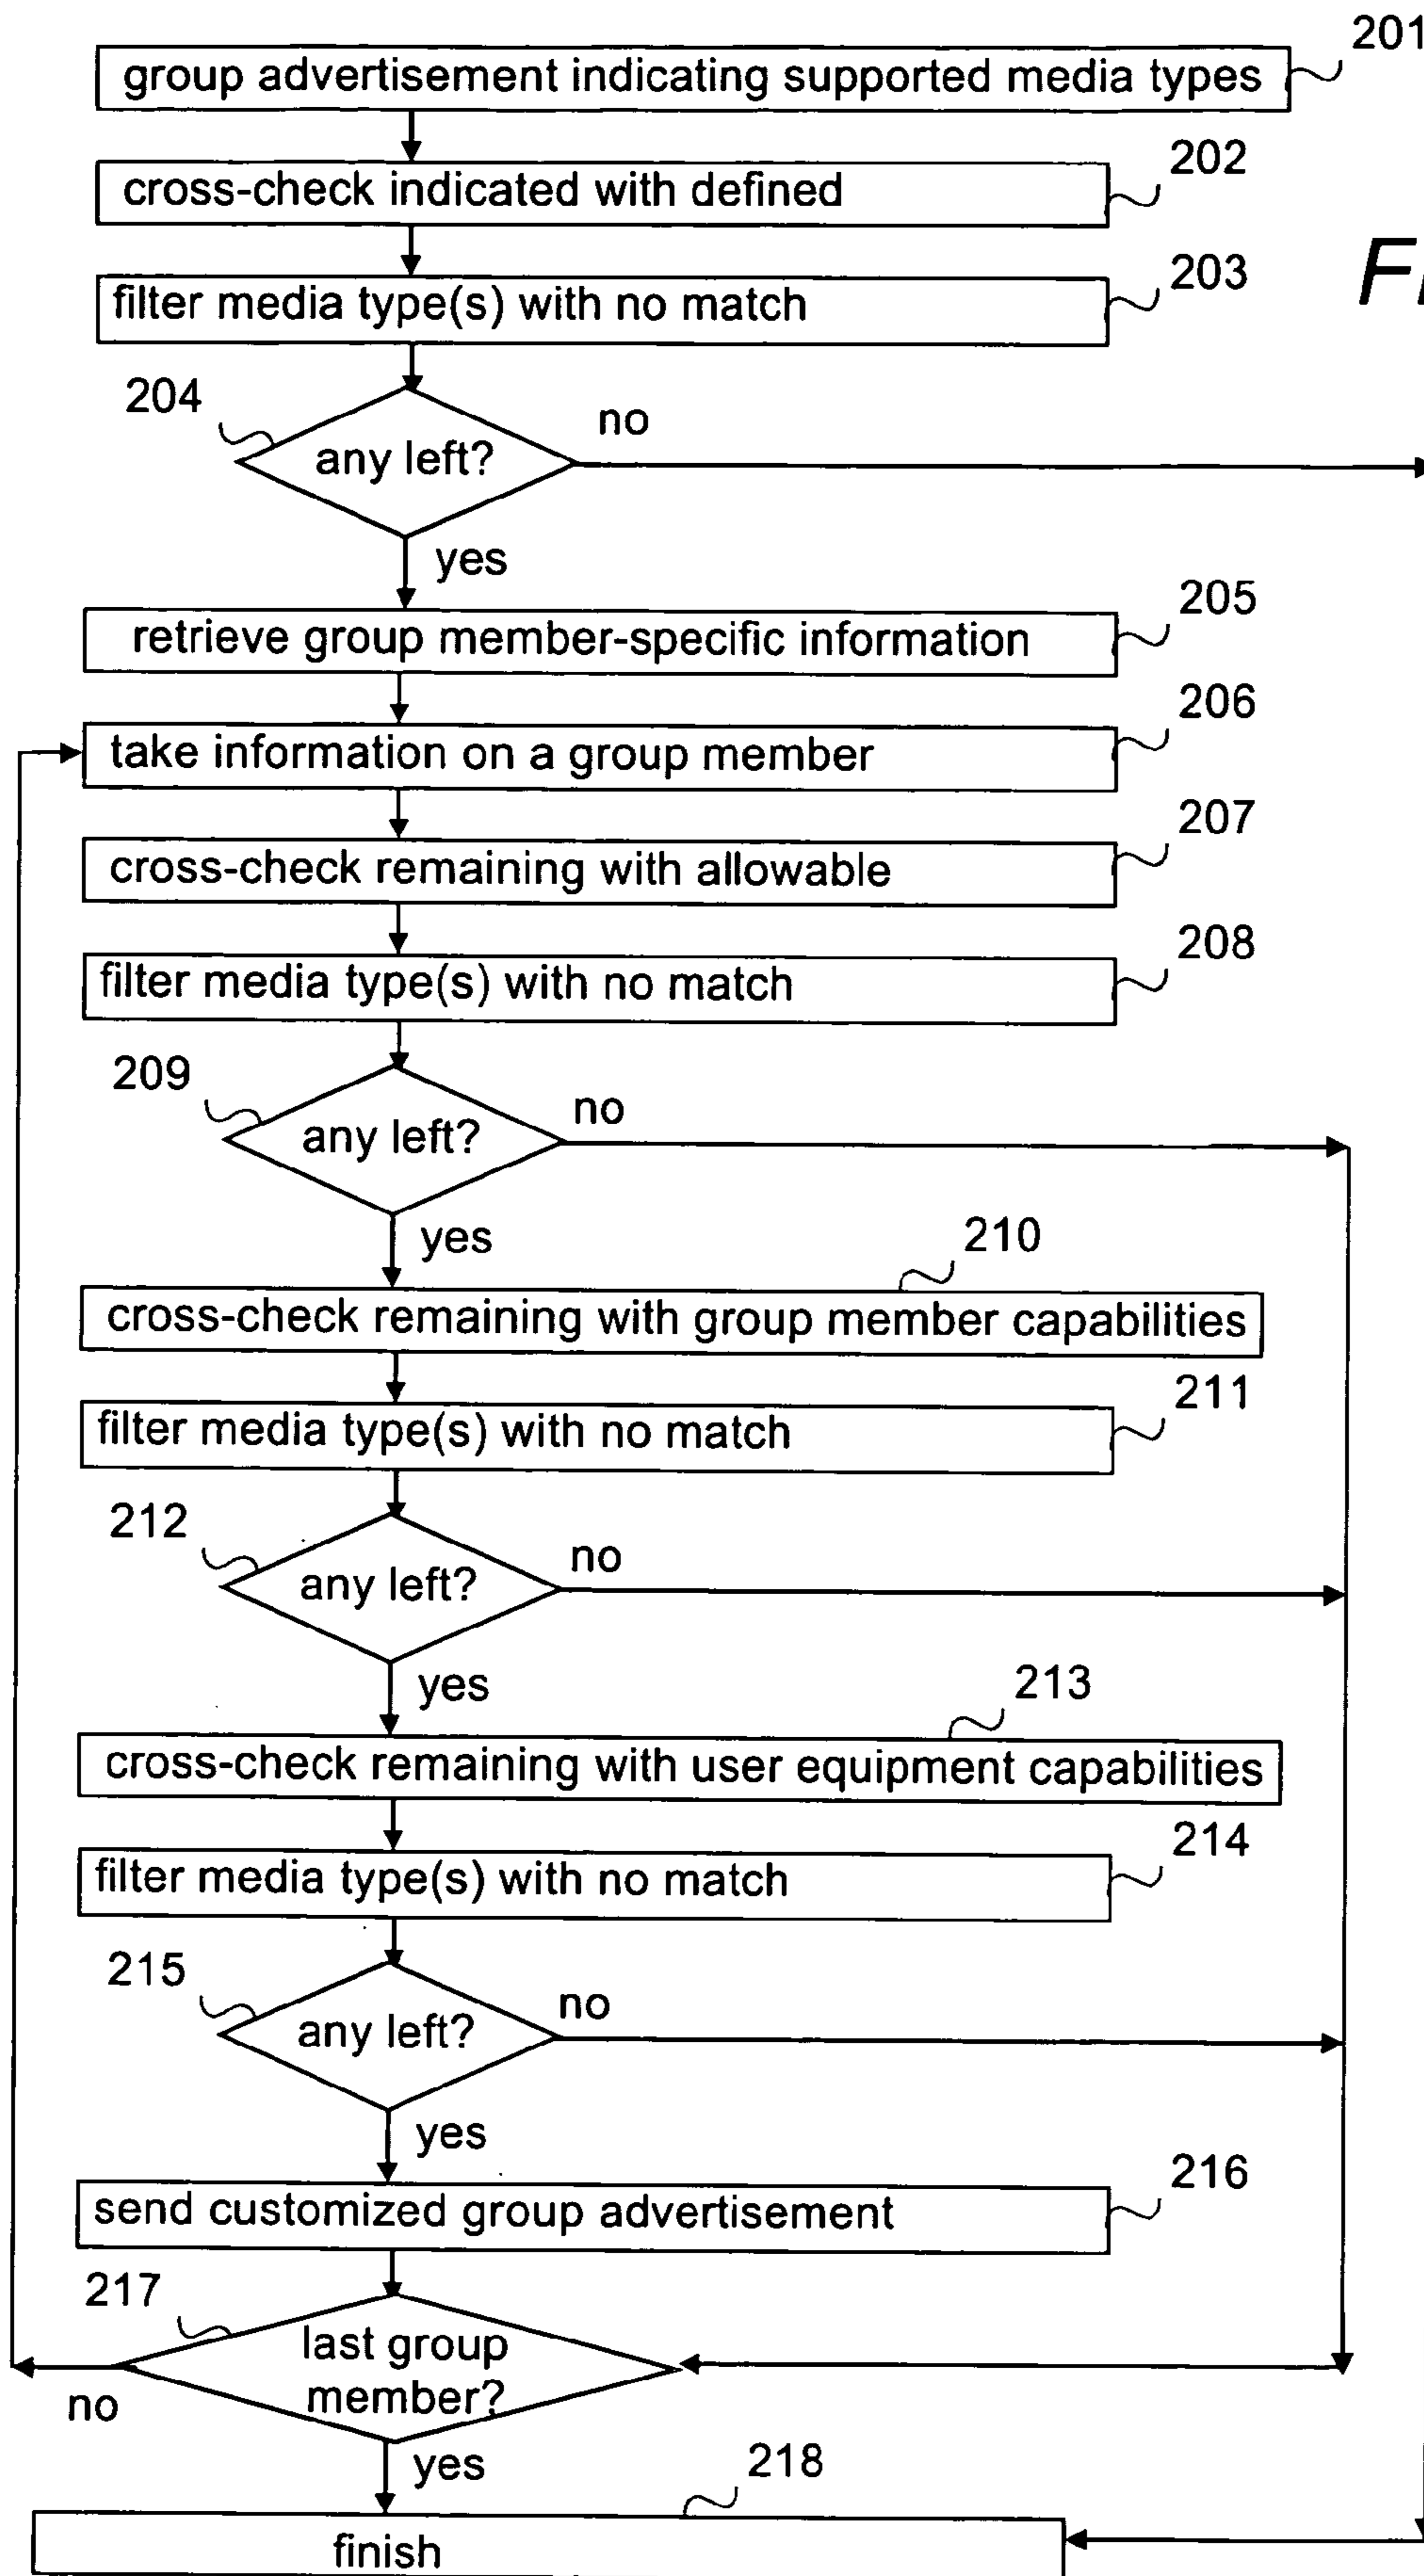 201
group advertisement indicating supported media types
202
cross-check indicated with defined
203
filter media type(s) with no match
204
any left?
no
yes
205
retrieve group member-specific information
206
take information on a group member
207
cross-check remaining with allowable
208
filter media type(s) with no match
209
any left?
no
yes
210
cross-check remaining with group member capabilities
211
filter media type(s) with no match
212
any left?
no
yes
213
cross-check remaining with user equipment capabilities
214
filter media type(s) with no match
215
any left?
no
yes
216
send customized group advertisement
217
last group
member?
no
yes
218
finish